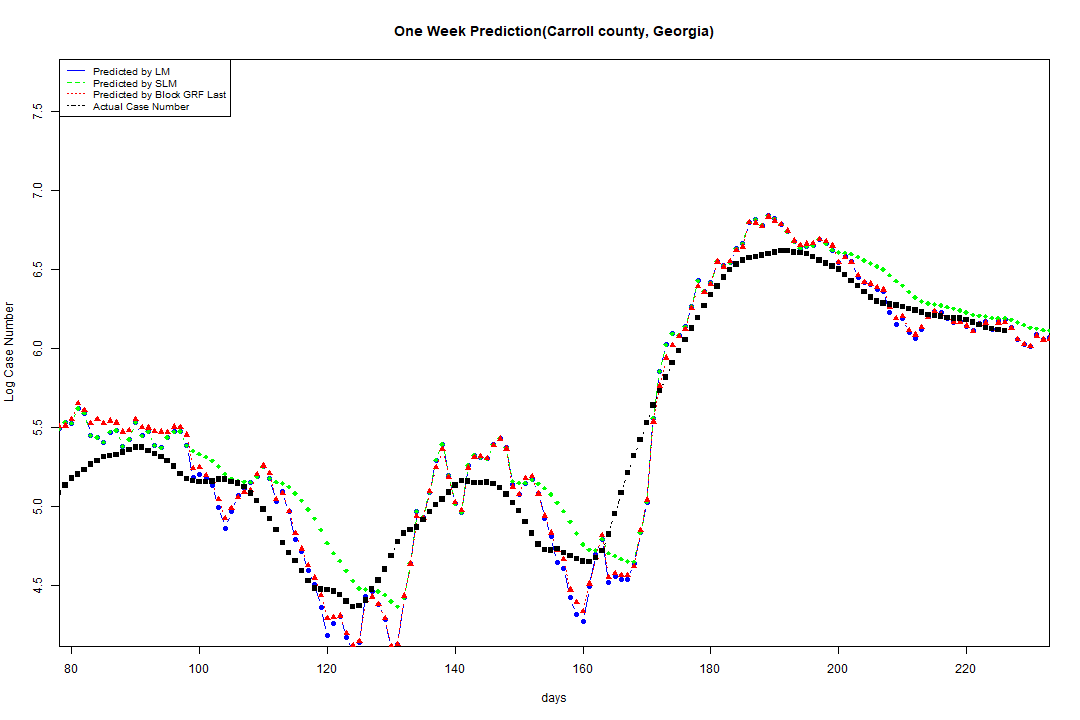 One Week Prediction(Carroll county, Georgia)
Predicted by LM
Predicted by SLM
Predicted by Block GRF Last
Actual Case Number
7.5
7.0
6.5
6.0
5.5
5.0
4.5
Log Case Number
80 100 120 140 160 180 200 220
days